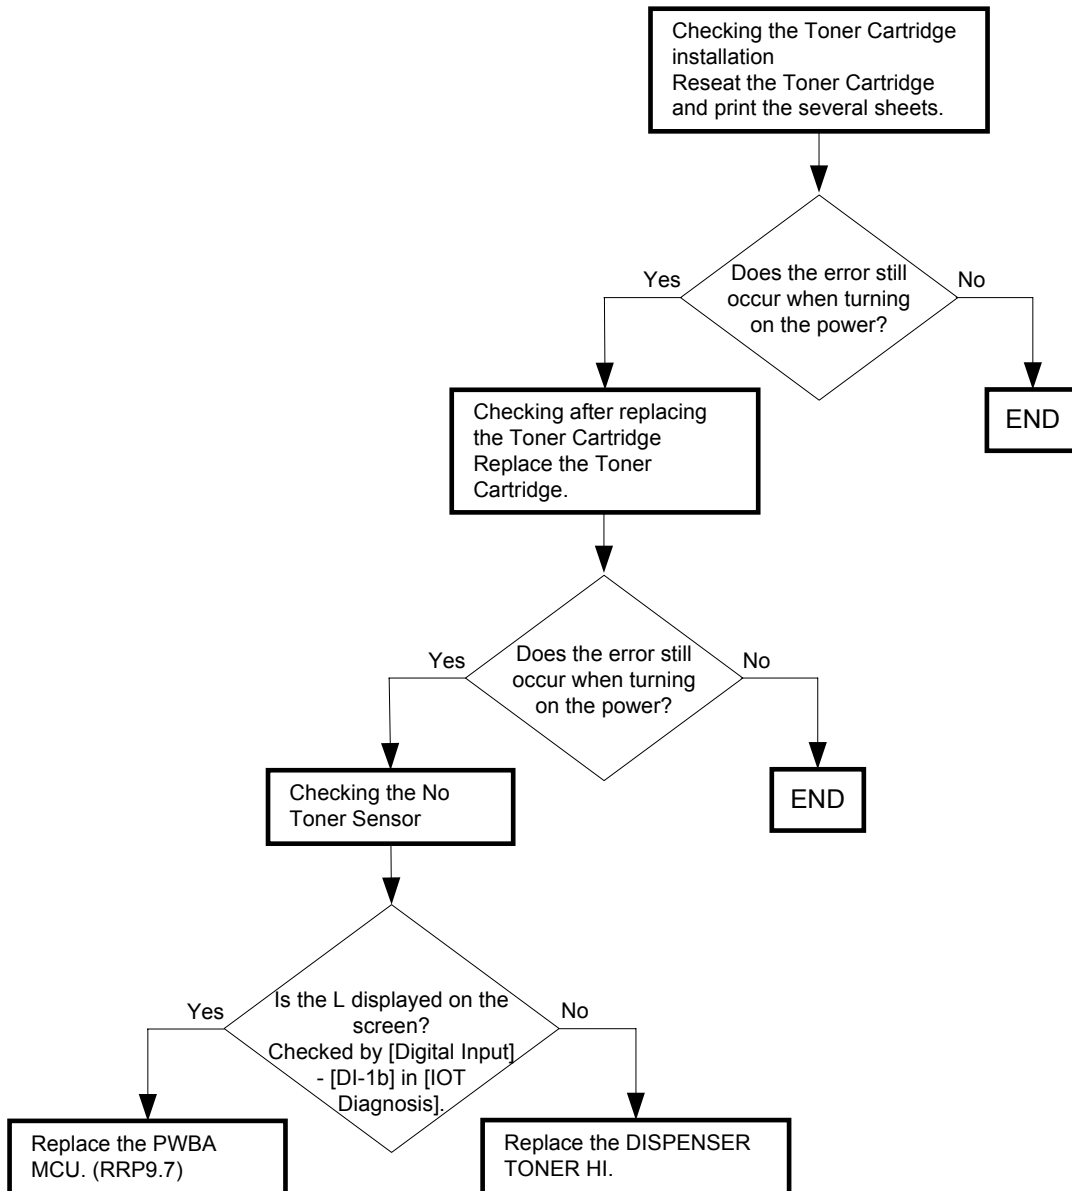 Checking the Toner Cartridge
installation
Reseat the Toner Cartridge
and print the several sheets.
Does the error still
occur when turning
on the power?
Yes
No
Checking after replacing
the Toner Cartridge
Replace the Toner
Cartridge.
END
Does the error still
occur when turning
on the power?
Yes
No
Checking the No
Toner Sensor
END
Is the L displayed on the
screen?
Checked by [Digital Input]
- [DI-1b] in [IOT
Diagnosis].
Yes
No
Replace the PWBA
MCU. (RRP9.7)
Replace the DISPENSER
TONER HI.